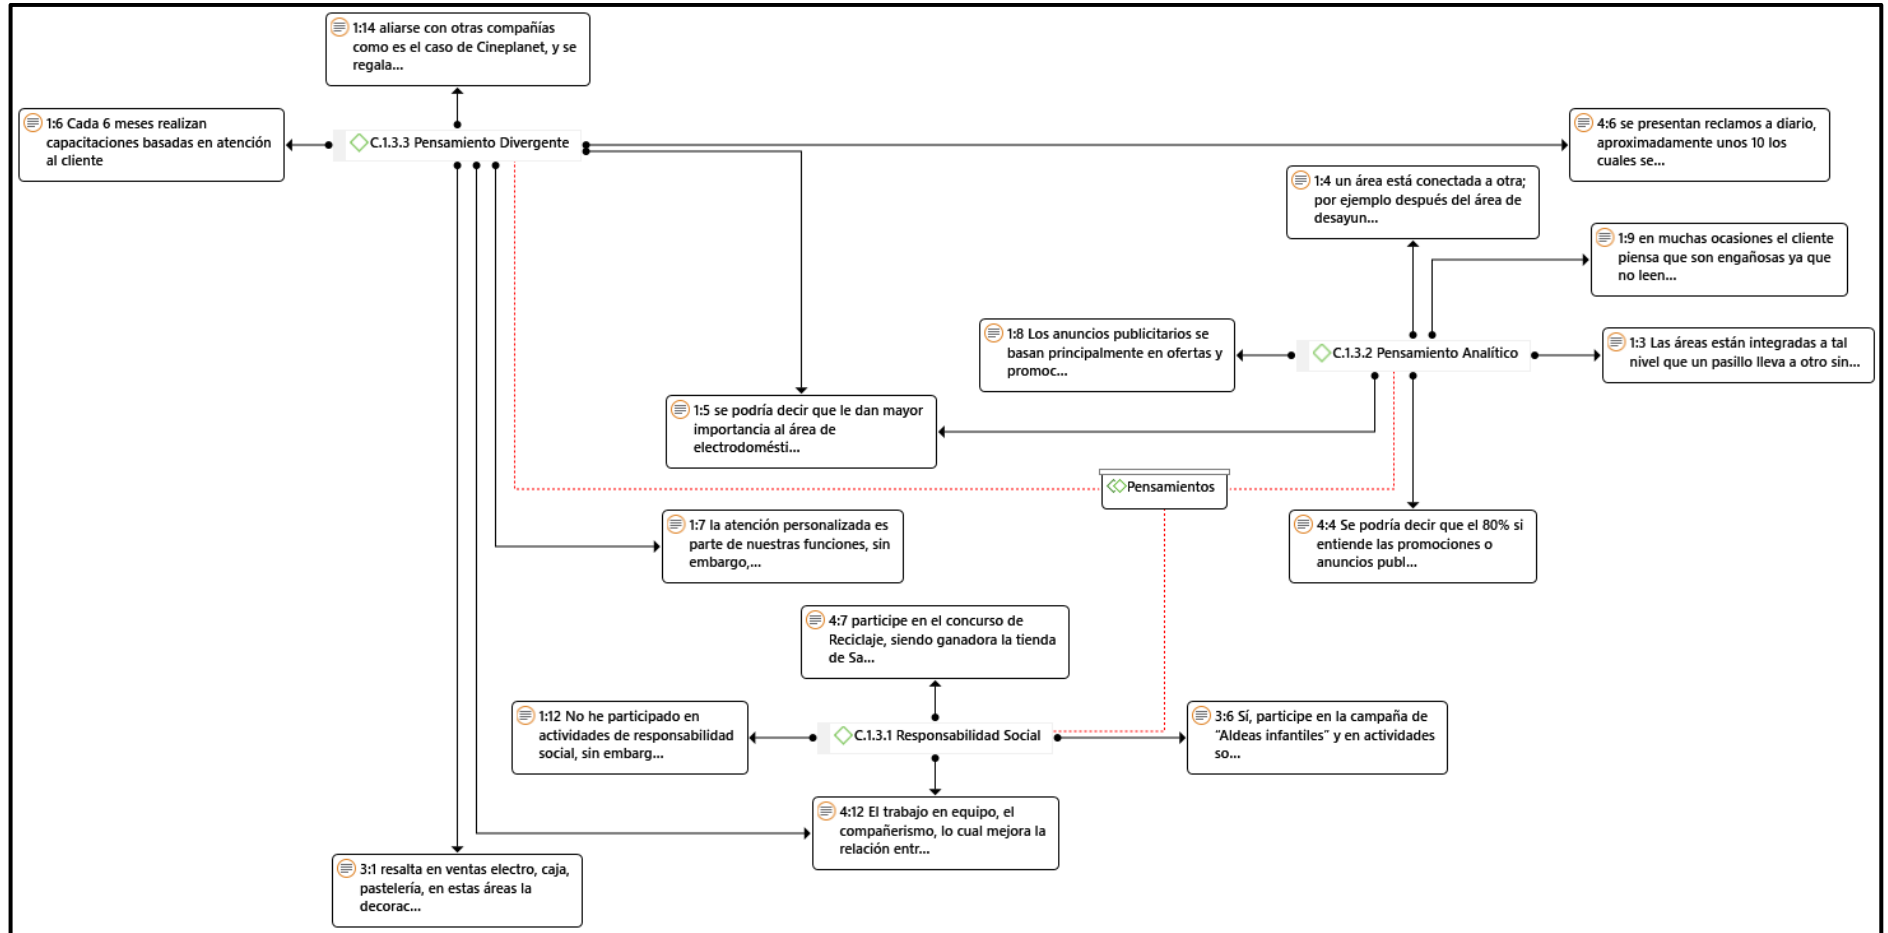 1:14 aliarse con otras compañías
como es el caso de Cineplanet, y se
regala...
1:6 Cada 6 meses realizan
capacitaciones basadas en atención
al cliente
C.1.3.3 Pensamiento Divergente
4:6 se presentan reclamos a diario,
aproximadamente unos 10 los
cuales se...
1:4 un área está conectada a otra;
por ejemplo después del área de
desayun...
1:9 en muchas ocasiones el cliente
piensa que son engañosas ya que
no leen...
1:8 Los anuncios publicitarios se
basan principalmente en ofertas y
promoc...
C.1.3.2 Pensamiento Analítico
1:3 Las áreas están integradas a tal
nivel que un pasillo lleva a otro sin...
1:5 se podría decir que le dan mayor
importancia al área de
electrodomésti...
Pensamientos
1:7 la atención personalizada es
parte de nuestras funciones, sin
embargo,...
4:4 Se podría decir que el 80% si
entiende las promociones o
anuncios publ...
4:7 participe en el concurso de
Reciclaje, siendo ganadora la tienda
de Sa...
1:12 No he participado en
actividades de responsabilidad
social, sin embarg...
C.1.3.1 Responsabilidad Social
3:6 Sí, participe en la campaña de
"Aldeas infantiles" y en actividades
so...
4:12 El trabajo en equipo, el
compañerismo, lo cual mejora la
relación entr...
3:1 resalta en ventas electro, caja,
pastelería, en estas áreas la
decorac...